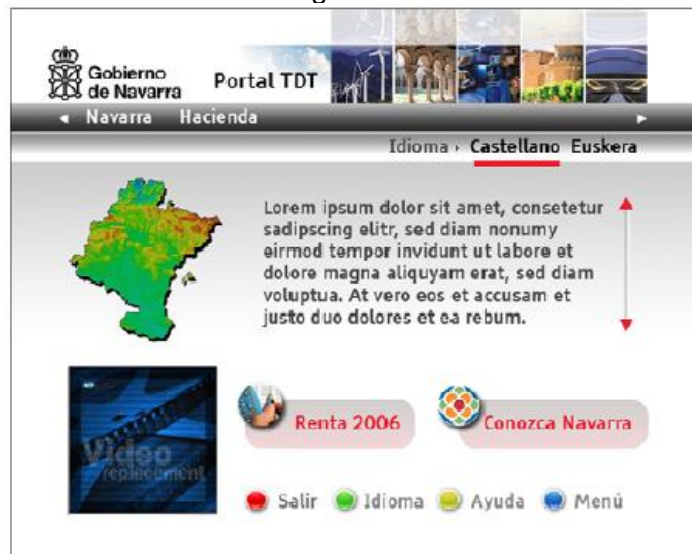 Gobierno
de Navarra
Portal TDT
Navarra Hacienda
Idioma Castellano Euskera
Lorem ipsum dolor sit amet, consetetur
sadipscing elitr, sed diam nonumy
eirmod tempor invidunt ut labore et
dolore magna aliquyam erat, sed diam
voluptua. At vero eos et accusam et
justo duo dolores et ea rebum.
Video
replacement
Renta 2006
Conozca Navarra
Salir Idioma Ayuda Menú